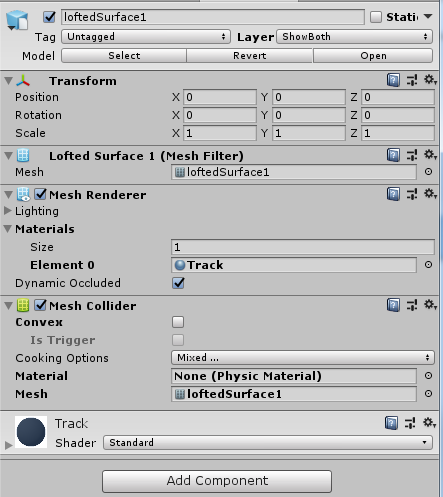 loftedSurface1 Static
Tag Untagged Layer ShowBoth
Model Select Revert Open
Transform
Position X 0 Y 0 Z 0
Rotation X 0 Y 0 Z 0
Scale X 1 Y 1 Z 1
Lofted Surface 1 (Mesh Filter)
Mesh loftedSurface1
Mesh Renderer
Lighting
Materials
Size 1
Element 0 Track
Dynamic Occluded
Mesh Collider
Convex
Is Trigger
Cooking Options Mixed ...
Material None (Physic Material)
Mesh loftedSurface1
Track
Shader Standard
Add Component